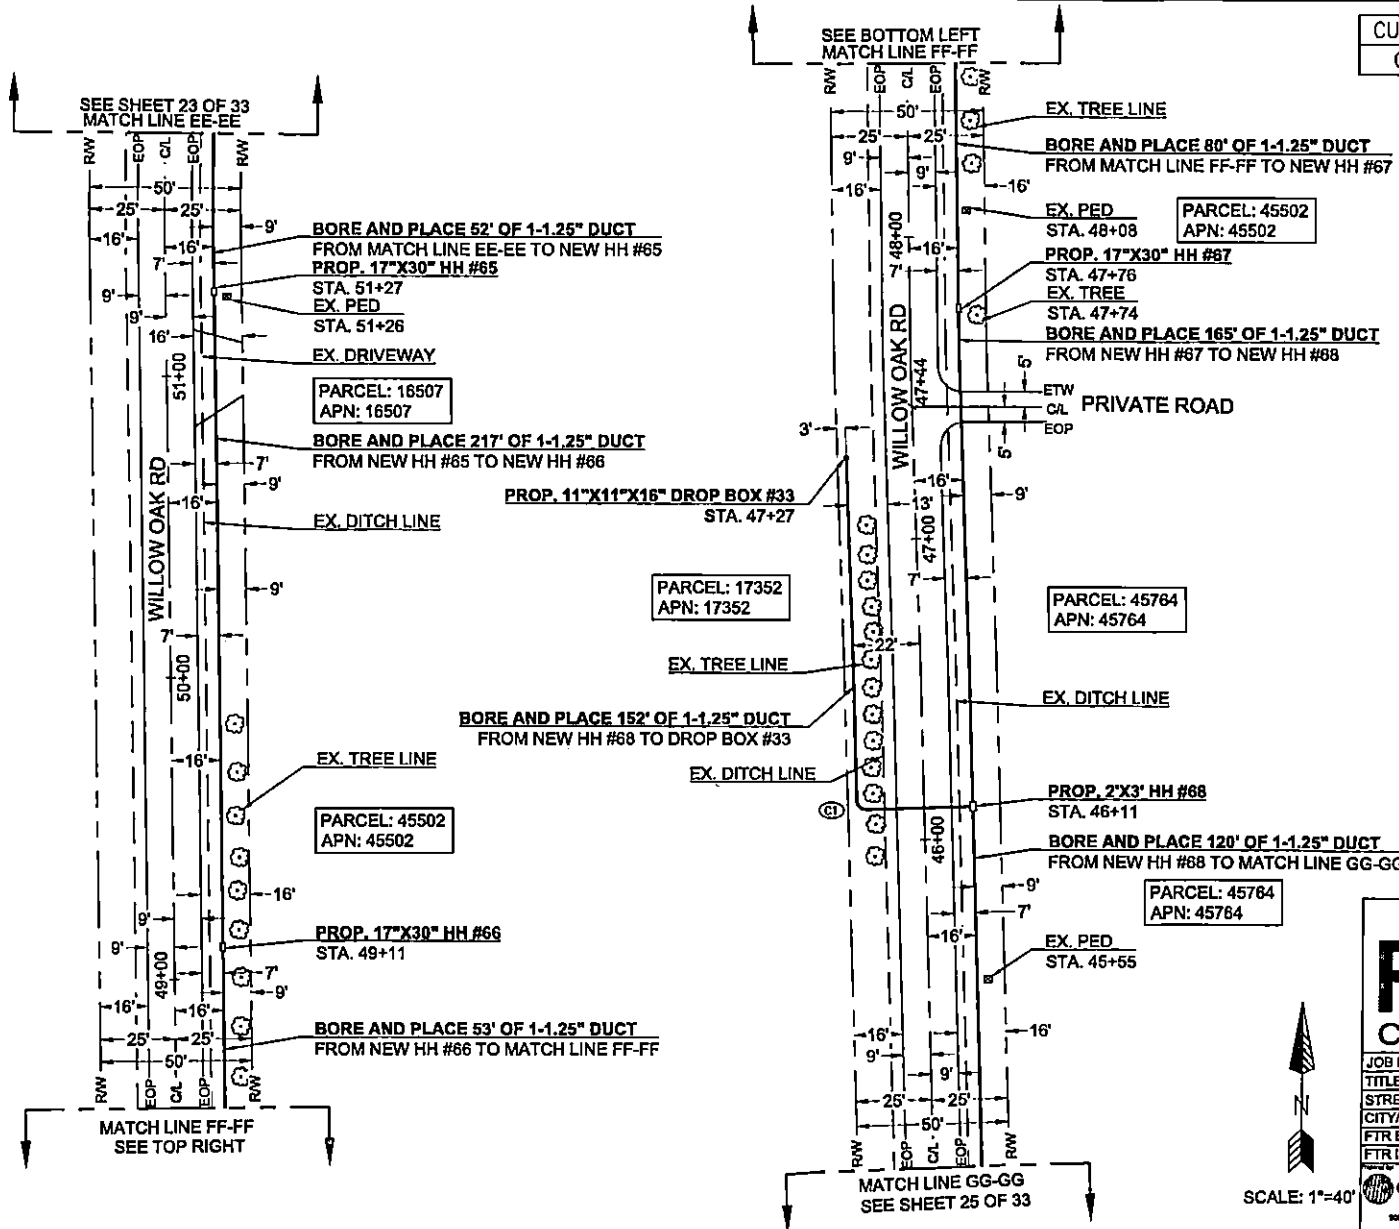 SEE SHEET 23 OF 33
MATCH LINE EE-EE
R/W
EOP
C/L
EOP
R/W
50'
25'
25'
16'
16'
9'
7'
9'
9'
16'
BORE AND PLACE 52' OF 1-1.25" DUCT
FROM MATCH LINE EE-EE TO NEW HH #65
PROP. 17"X30" HH #65
STA. 51+27
EX. PED
STA. 51+26
EX. DRIVEWAY
51+00
PARCEL: 16507
APN: 16507
BORE AND PLACE 217' OF 1-1.25" DUCT
FROM NEW HH #65 TO NEW HH #66
7'
9'
16'
WILLOW OAK RD
EX. DITCH LINE
9'
7'
50+00
16'
EX. TREE LINE
PARCEL: 45502
APN: 45502
16'
9'
9'
PROP. 17"X30" HH #66
STA. 49+11
49+00
7'
9'
16'
16'
25'
25'
50'
BORE AND PLACE 53' OF 1-1.25" DUCT
FROM NEW HH #66 TO MATCH LINE FF-FF
R/W
EOP
C/L
EOP
R/W
MATCH LINE FF-FF
SEE TOP RIGHT
SEE BOTTOM LEFT
MATCH LINE FF-FF
R/W
EOP
C/L
EOP
R/W
50'
25'
25'
9'
9'
16'
16'
EX. TREE LINE
BORE AND PLACE 80' OF 1-1.25" DUCT
FROM MATCH LINE FF-FF TO NEW HH #67
EX. PED
STA. 48+08
PARCEL: 45502
APN: 45502
48+00
16'
7'
PROP. 17"X30" HH #67
STA. 47+76
EX. TREE
STA. 47+74
BORE AND PLACE 165' OF 1-1.25" DUCT
FROM NEW HH #67 TO NEW HH #68
WILLOW OAK RD
47+44
5'
ETW
C/L
EOP
PRIVATE ROAD
5'
3'
16'
9'
PROP. 11"X11"X16" DROP BOX #33
STA. 47+27
3'
47+00
7'
PARCEL: 17352
APN: 17352
PARCEL: 45764
APN: 45764
22'
EX. TREE LINE
EX. DITCH LINE
BORE AND PLACE 152' OF 1-1.25" DUCT
FROM NEW HH #68 TO DROP BOX #33
EX. DITCH LINE
C1
PROP. 2'X3' HH #68
STA. 46+11
46+00
BORE AND PLACE 120' OF 1-1.25" DUCT
FROM NEW HH #68 TO MATCH LINE GG-GG
9'
7'
16'
PARCEL: 45764
APN: 45764
EX. PED
STA. 45+55
16'
16'
9'
9'
25'
25'
50'
R/W
EOP
C/L
EOP
R/W
MATCH LINE GG-GG
SEE SHEET 25 OF 33
N
SCALE: 1"=40'
CU
C
JOB
TITLE
STRE
CITY/
FTR
FTR